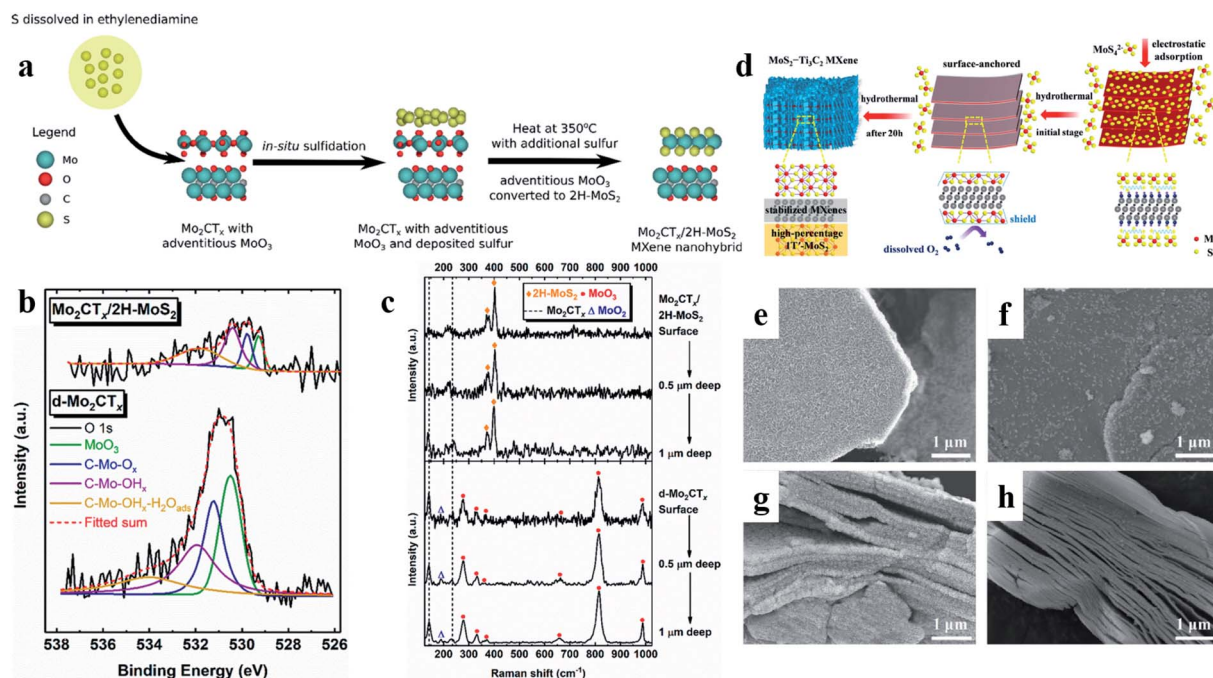 S dissolved in ethylenediamine
a
Legend
Mo
O
C
S
in-situ sulfidation
Heat at 350°C
with additional sulfur
adventitious MoO₃
converted to 2H-MoS₂
Mo₂CTₓ with
adventitious MoO₃
Mo₂CTₓ with adventitious
MoO₃ and deposited sulfur
Mo₂CTₓ/2H-MoS₂
MXene nanohybrid
d
MoS₂−Ti₃C₂ MXene
hydrothermal
after 20h
surface-anchored
hydrothermal
initial stage
MoS₄²⁻
electrostatic
adsorption
stabilized MXenes
high-percentage
1T'-MoS₂
shield
dissolved O₂
M
S
b
Mo₂CTₓ/2H-MoS₂
d-Mo₂CTₓ
O 1s
MoO₃
C-Mo-Oₓ
C-Mo-OHₓ
C-Mo-OHₓ-H₂Oads
Fitted sum
Intensity (a.u.)
538 536 534 532 530 528 526
Binding Energy (eV)
c
200 300 400 500 600 700 800 900 1000
2H-MoS₂ MoO₃
Mo₂CTₓ Δ MoO₂
Mo₂CTₓ/
2H-MoS₂
Surface
0.5 μm deep
1 μm deep
d-Mo₂CTₓ
Surface
0.5 μm deep
1 μm deep
Intensity (a.u.)
Intensity (a.u.)
200 300 400 500 600 700 800 900 1000
Raman shift (cm⁻¹)
e
1 μm
f
1 μm
g
1 μm
h
1 μm